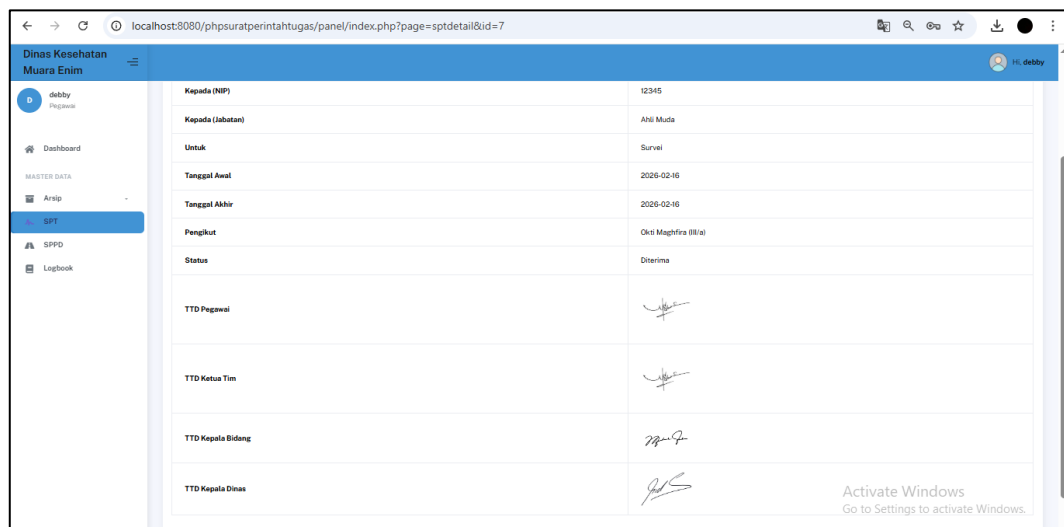 localhost:8080/phpsuratperintahtugas/panel/index.php?page=sptdetail&id=7
Dinas Kesehatan
Muara Enim
Hi, debby
D
debby
Pegawai
Dashboard
MASTER DATA
Arsip
SPT
SPPD
Logbook
Kepada (NIP) 12345
Kepada (Jabatan) Ahli Muda
Untuk Survei
Tanggal Awal 2026-02-16
Tanggal Akhir 2026-02-16
Pengikut Okti Maghfira (III/a)
Status Diterima
TTD Pegawai
TTD Ketua Tim
TTD Kepala Bidang
TTD Kepala Dinas
Activate Windows
Go to Settings to activate Windows.